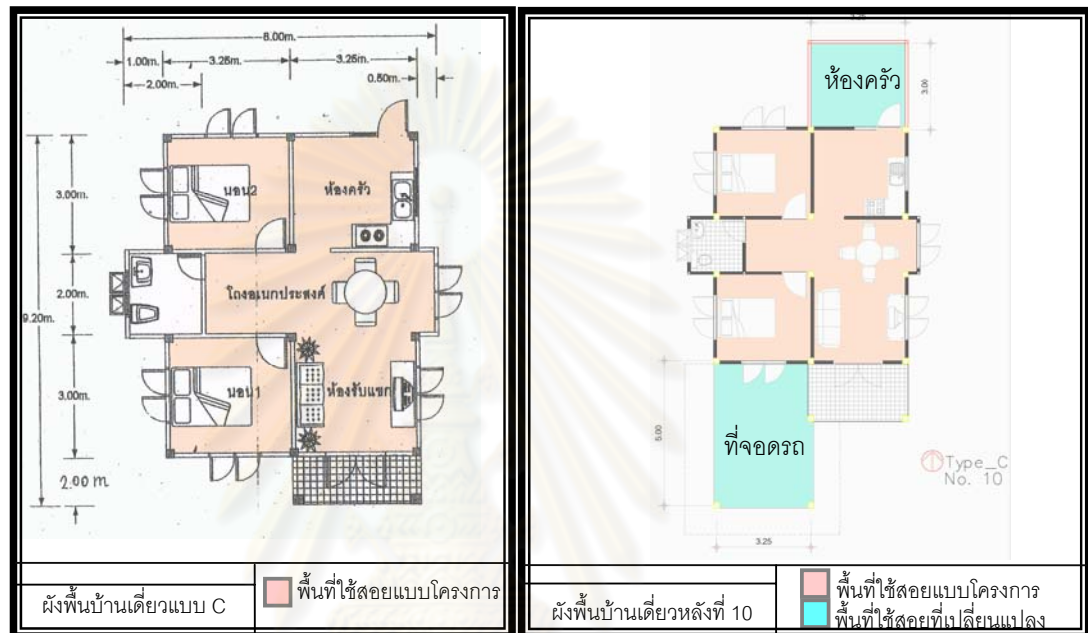 8.00m.
1.00m. 3.25m. 3.25m.
0.50m.
2.00m.
3.00m.
2.00m.
9.20m.
3.00m.
2.00 m
นอน2
ห้องครัว
โถงอเนกประสงค์
นอน1
ห้องรับแขก
ผังพื้นบ้านเดี่ยวแบบ C
พื้นที่ใช้สอยแบบโครงการ
3.25
ห้องครัว
3.00
5.00
ที่จอดรถ
Type_C
No. 10
3.25
ผังพื้นบ้านเดี่ยวหลังที่ 10
พื้นที่ใช้สอยแบบโครงการ
พื้นที่ใช้สอยที่เปลี่ยนแปลง